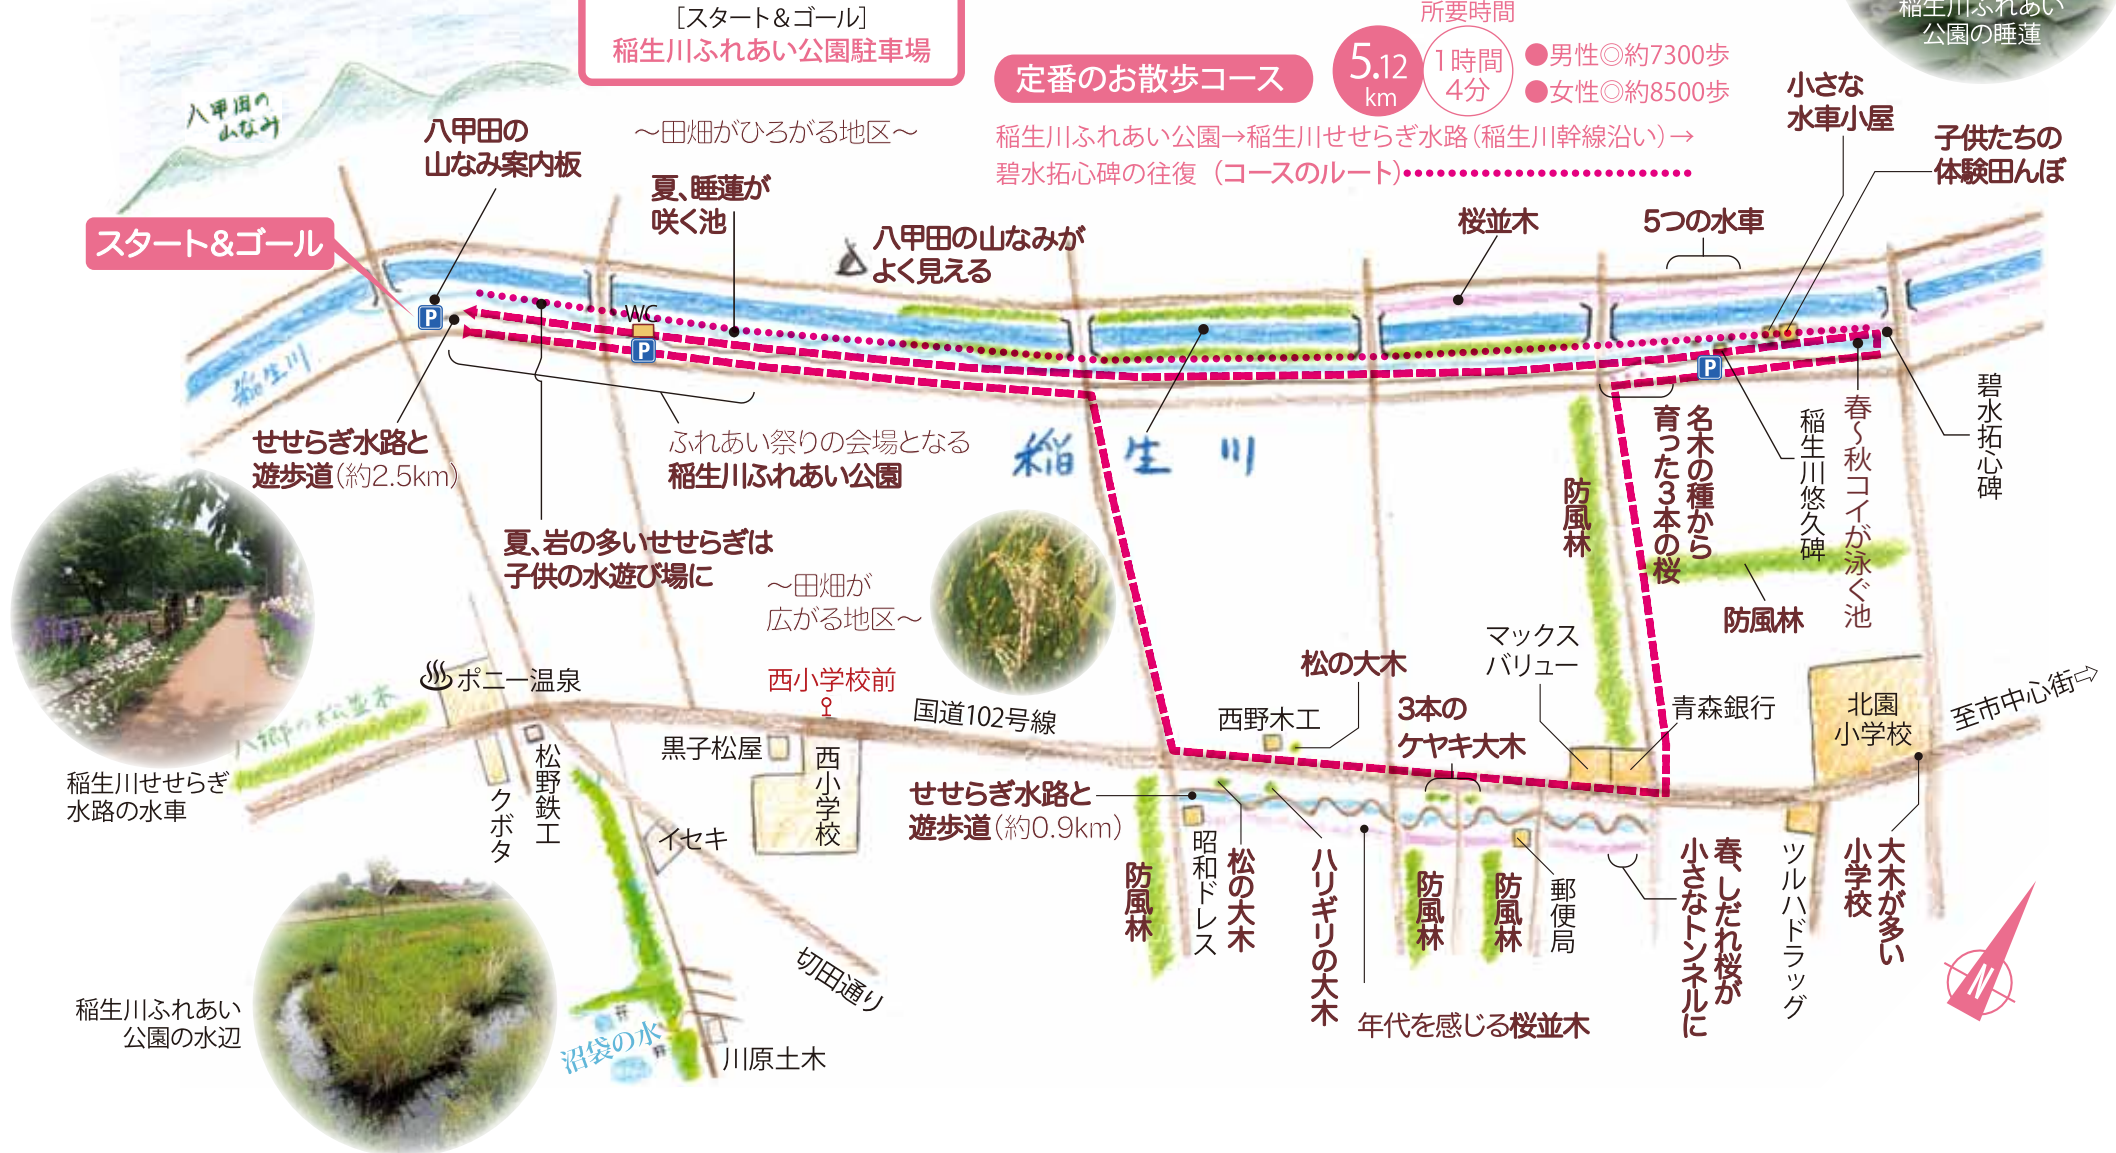 [スタート&ゴール]
稲生川ふれあい公園駐車場
定番のお散歩コース
5.12
km
所要時間
1時間
4分
●男性◎約7300歩
●女性◎約8500歩
稲生川ふれあい公園→稲生川せせらぎ水路(稲生川幹線沿い)→
碧水拓心碑の往復(コースのルート)
稲生川ふれあい
公園の睡蓮
八甲田の
山なみ
八甲田の
山なみ案内板
〜田畑がひろがる地区〜
夏、睡蓮が
咲く池
八甲田の山なみが
よく見える
桜並木
5つの水車
小さな
水車小屋
子供たちの
体験田んぼ
スタート&ゴール
P
WC
P
P
稲生川
せせらぎ水路と
遊歩道(約2.5km)
ふれあい祭りの会場となる
稲生川ふれあい公園
稲生川
夏、岩の多いせせらぎは
子供の水遊び場に
〜田畑が
広がる地区〜
防風林
名木の種から
育った3本の桜
稲生川悠久碑
春〜秋コイが泳ぐ池
碧水拓心碑
防風林
稲生川せせらぎ
水路の水車
八郷の松並木
ポニー温泉
クボタ
松野鉄工
西小学校前
黒子松屋
西小学校
国道102号線
イセキ
切田通り
川原土木
沼袋の水
稲生川ふれあい
公園の水辺
西野木工
松の大木
3本の
ケヤキ大木
マックス
バリュー
青森銀行
北園
小学校
至市中心街⇨
せせらぎ水路と
遊歩道(約0.9km)
防風林
昭和ドレス
松の大木
ハリギリの大木
防風林
防風林
郵便局
年代を感じる桜並木
春、しだれ桜が
小さなトンネルに
ツルハドラッグ
大木が多い
小学校
N